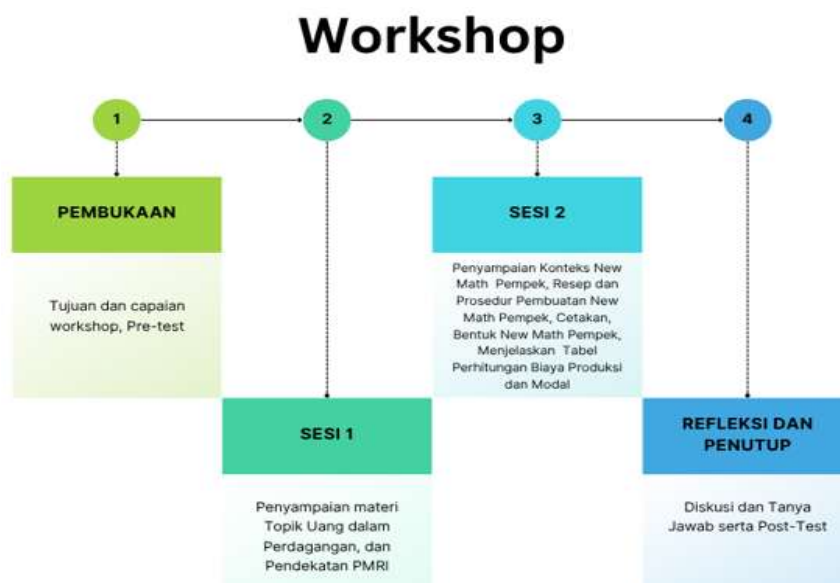 Workshop
1
2
3
4
PEMBUKAAN
Tujuan dan capaian
workshop, Pre-test
SESI 1
Penyampaian materi
Topik Uang dalam
Perdagangan, dan
Pendekatan PMRI
SESI 2
Penyampaian Konteks New
Math Pempek, Resep dan
Prosedur Pembuatan New
Math Pempek, Cetakan,
Bentuk New Math Pempek,
Menjelaskan Tabel
Perhitungan Biaya Produksi
dan Modal
REFLEKSI DAN
PENUTUP
Diskusi dan Tanya
Jawab serta Post-Test